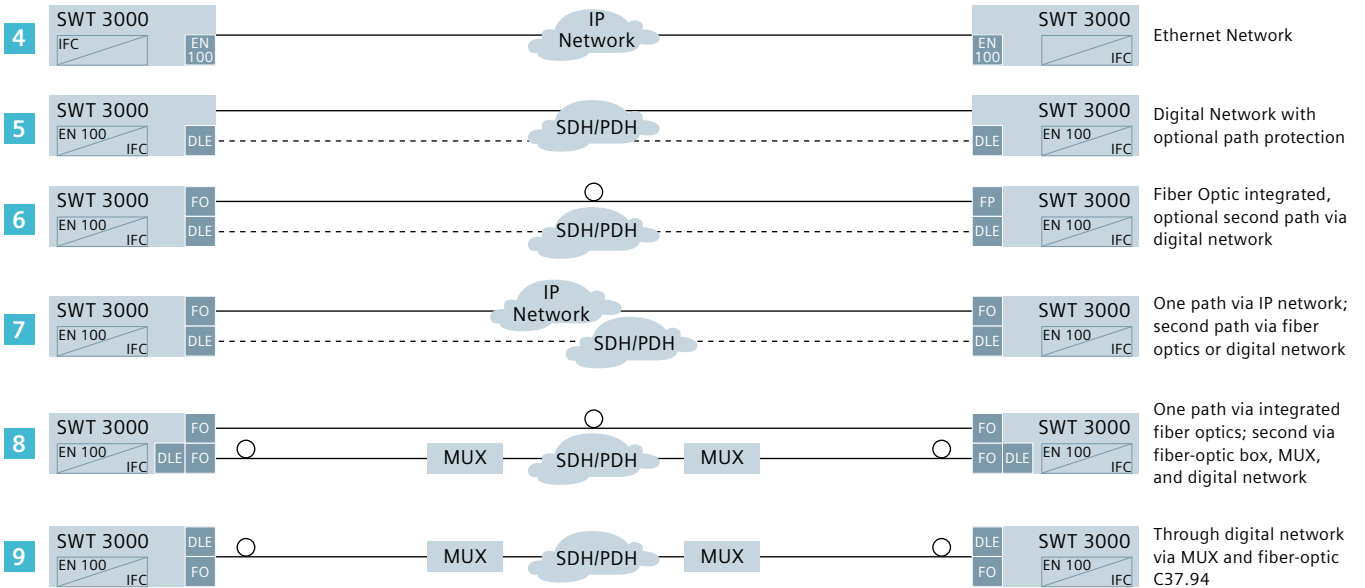 4
SWT 3000
IFC
EN
100
IP
Network
EN
100
SWT 3000
IFC
Ethernet Network
5
SWT 3000
EN 100
IFC
DLE
SDH/PDH
DLE
SWT 3000
EN 100
IFC
Digital Network with
optional path protection
6
SWT 3000
EN 100
IFC
FO
DLE
SDH/PDH
FP
DLE
SWT 3000
EN 100
IFC
Fiber Optic integrated,
optional second path via
digital network
7
SWT 3000
EN 100
IFC
FO
DLE
IP
Network
SDH/PDH
FO
DLE
SWT 3000
EN 100
IFC
One path via IP network;
second path via fiber
optics or digital network
8
SWT 3000
EN 100
IFC
FO
DLE FO
MUX
SDH/PDH
MUX
FO
FO DLE
SWT 3000
EN 100
IFC
One path via integrated
fiber optics; second via
fiber-optic box, MUX,
and digital network
9
SWT 3000
EN 100
IFC
DLE
FO
MUX
SDH/PDH
MUX
DLE
FO
SWT 3000
EN 100
IFC
Through digital network
via MUX and fiber-optic
C37.94